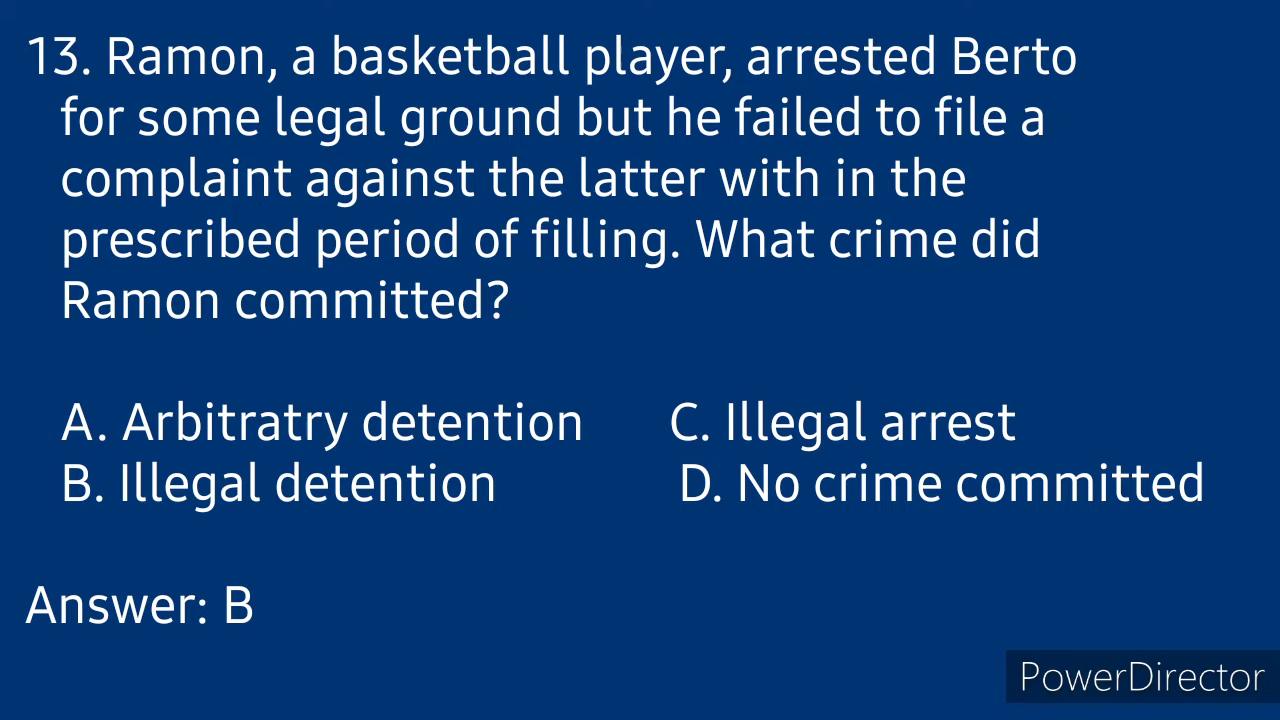 13. Ramon, a basketball player, arrested Berto
for some legal ground but he failed to file a
complaint against the latter with in the
prescribed period of filling. What crime did
Ramon committed?
A. Arbitratry detention C. Illegal arrest
B. Illegal detention D. No crime committed
Answer: B
PowerDirector